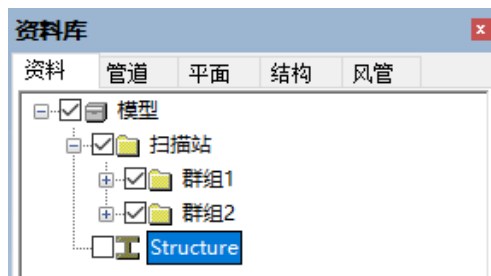 资料库
资料 管道 平面 结构 风管
模型
扫描站
群组1
群组2
Structure